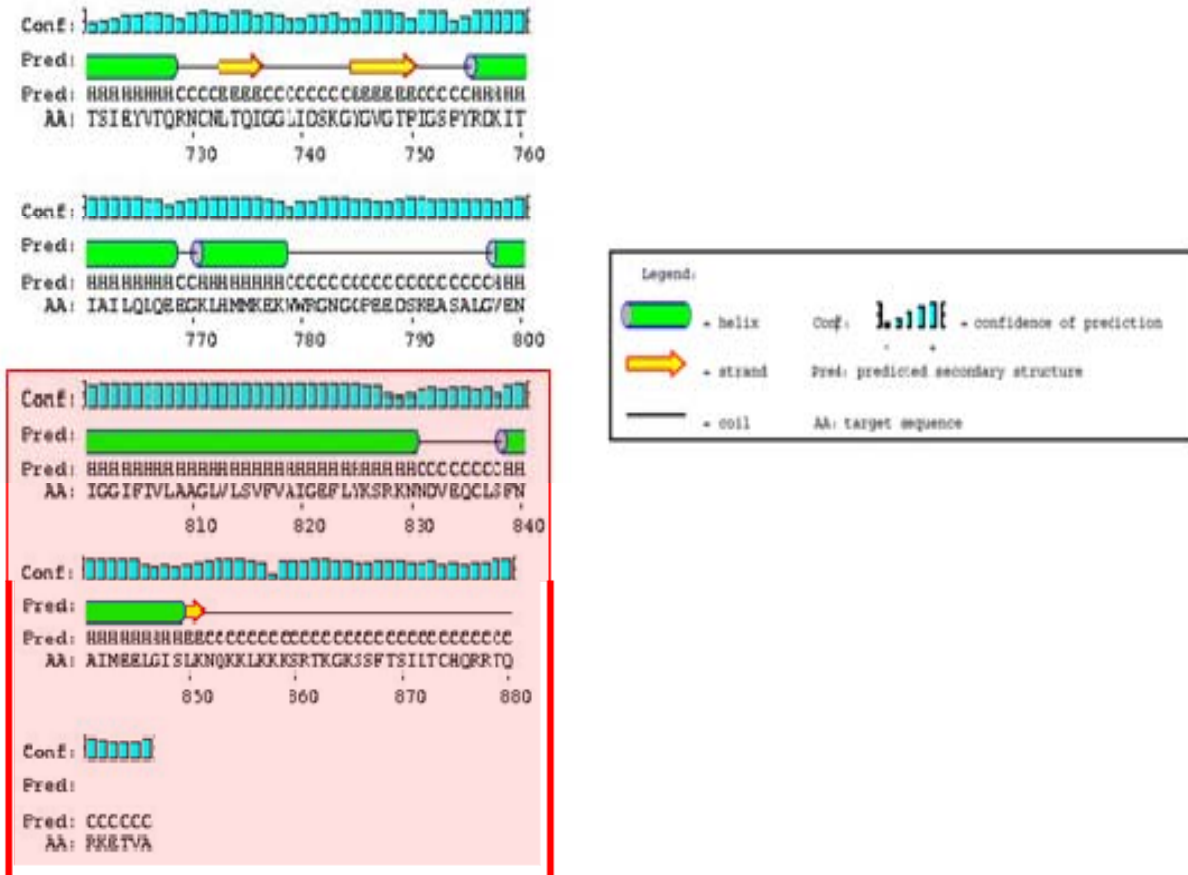 Conf:
Pred:
Pred: HHHHHHHHCCCCEEEECCCCCCCCEEEEEECCCCCHHHHH
AA: TSIEYVTQRNCNLTQIGGLIDSKGYGVGTPIGSPYRDKIT
730 740 750 760
Conf:
Pred:
Pred: HHHHHHHHCCHHHHHHHHCCCCCCCCCCCCCCCCCCCHHH
AA: IAILQLQEEGKLHMMKEKWWRGNGCPEEDSKEASALGVEN
770 780 790 800
Conf:
Pred:
Pred: HHHHHHHHHHHHHHHHHHHHHHHHHHHHHHCCCCCCCCHH
AA: IGGIFIVLAAGLVLSVFVAIGEFLYKSRKNNDVEQCLSFN
810 820 830 840
Conf:
Pred:
Pred: HHHHHHHHHEECCCCCCCCCCCCCCCCCCCCCCCCCCCCC
AA: AIMEELGISLKNQKKLKKKSRTKGKSSFTSILTCHQRRTQ
850 860 870 880
Conf:
Pred:
Pred: CCCCCC
AA: RKETVA
Legend:
= helix Conf: - + = confidence of prediction
= strand Pred: predicted secondary structure
= coil AA: target sequence